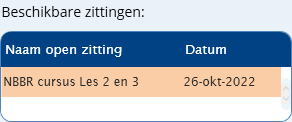 Beschikbare zittingen:
Naam open zitting Datum
NBBR cursus Les 2 en 3 26-okt-2022